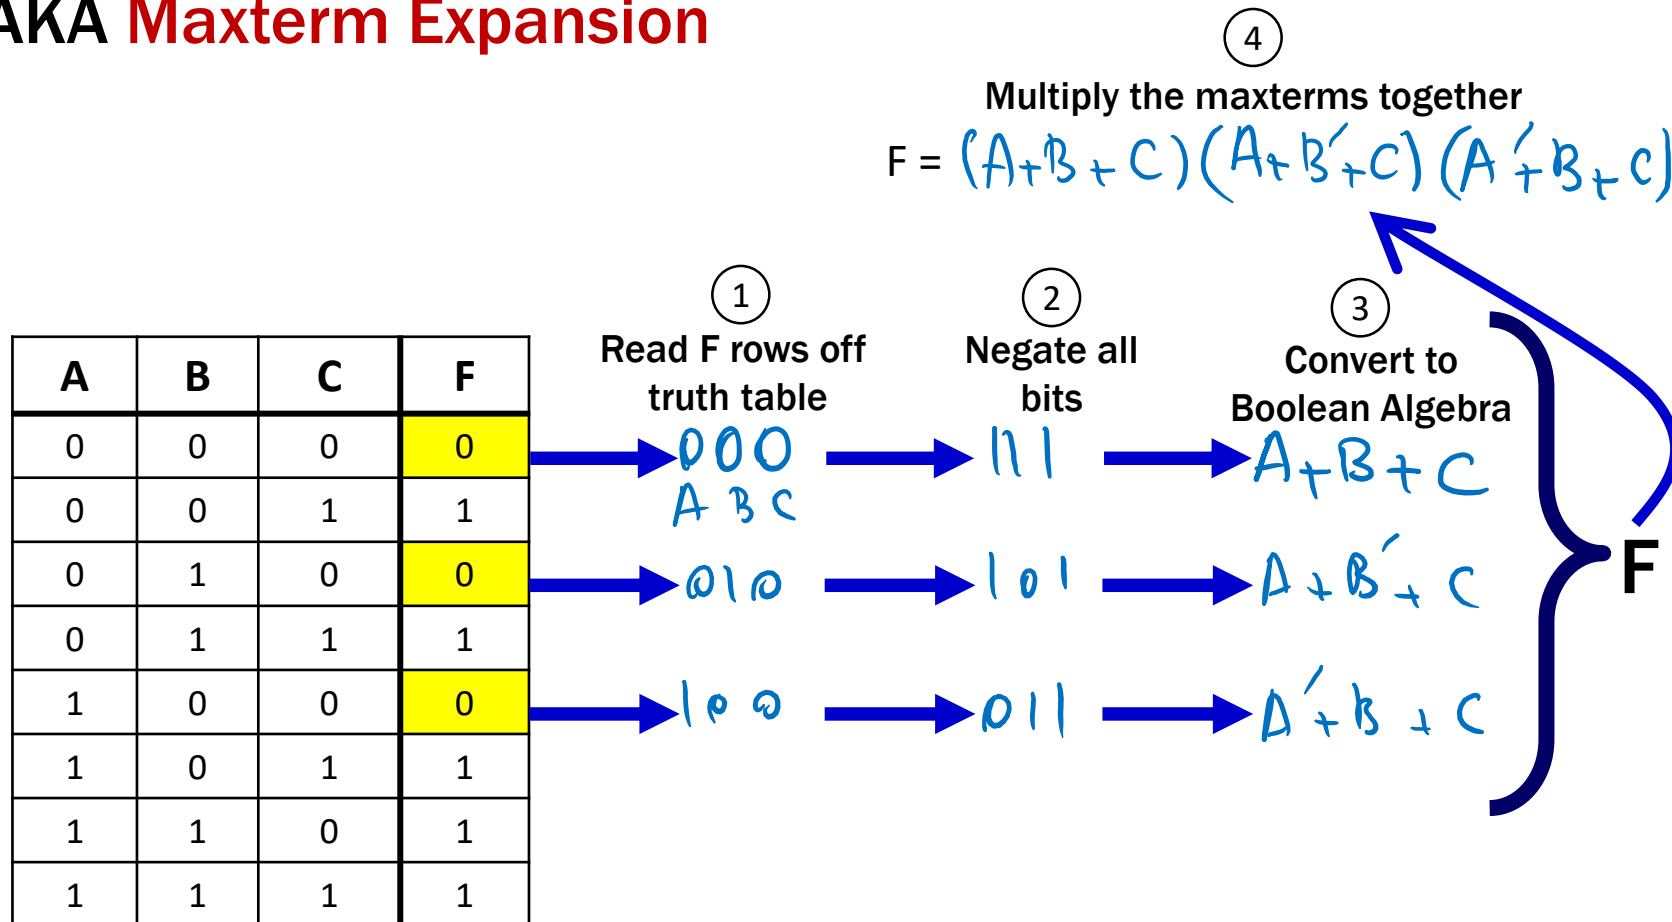 AKA Maxterm Expansion
4
Multiply the maxterms together
F = (A+B+C)(A+B'+C)(A'+B+C)
1
Read F rows off
truth table
2
Negate all
bits
3
Convert to
Boolean Algebra
A B C F
0 0 0 0
000
111
A+B+C
A B C
0 0 1 1
0 1 0 0
010
101
A+B'+C
0 1 1 1
1 0 0 0
100
011
A'+B+C
1 0 1 1
1 1 0 1
1 1 1 1
F